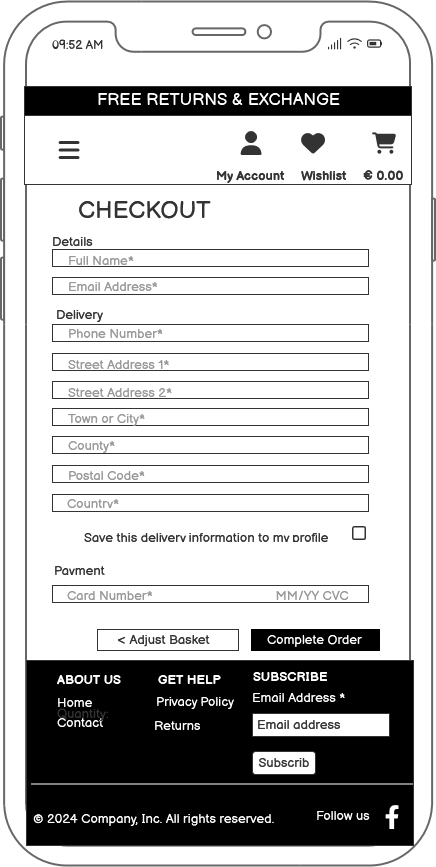 09:52 AM
FREE RETURNS & EXCHANGE
My Account Wishlist € 0.00
CHECKOUT
Details
Full Name*
Email Address*
Delivery
Phone Number*
Street Address 1*
Street Address 2*
Town or City*
County*
Postal Code*
Country*
Save this delivery information to my profile
Payment
Card Number* MM/YY CVC
< Adjust Basket Complete Order
ABOUT US GET HELP SUBSCRIBE
Home Privacy Policy Email Address *
Quantity:
Contact Returns Email address
Subscrib
© 2024 Company, Inc. All rights reserved. Follow us